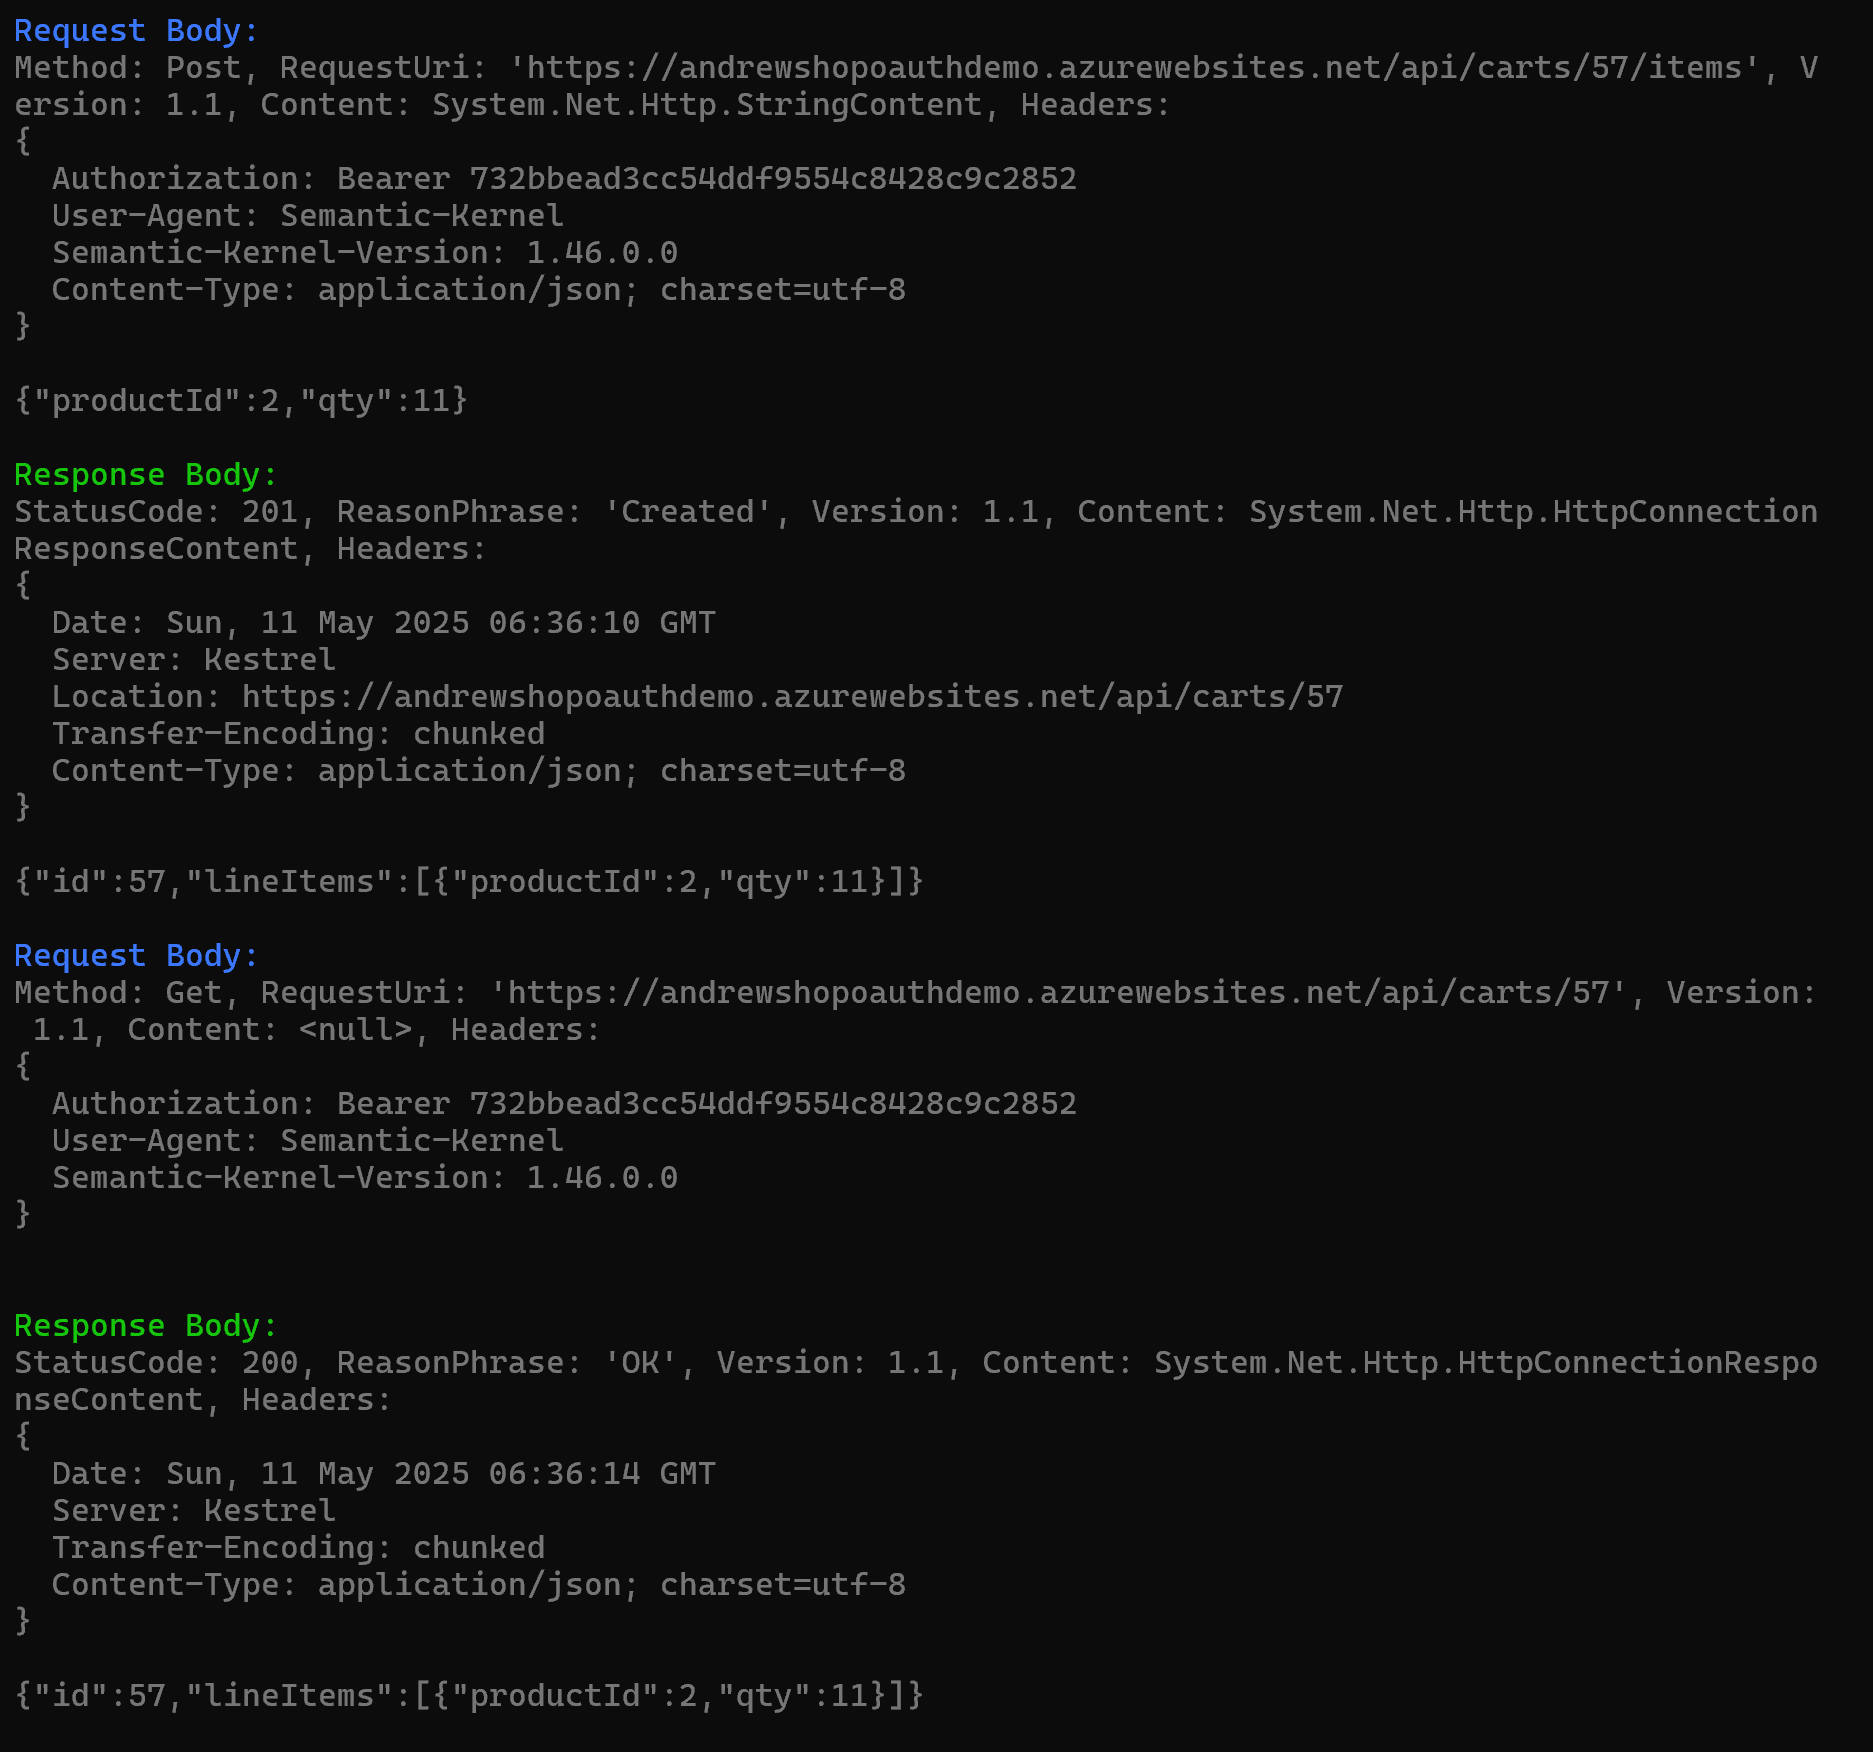 Request Body:
Method: Post, RequestUri: 'https://andrewshopoauthdemo.azurewebsites.net/api/carts/57/items', V
ersion: 1.1, Content: System.Net.Http.StringContent, Headers:
{
  Authorization: Bearer 732bbead3cc54ddf9554c8428c9c2852
  User-Agent: Semantic-Kernel
  Semantic-Kernel-Version: 1.46.0.0
  Content-Type: application/json; charset=utf-8
}

{"productId":2,"qty":11}

Response Body:
StatusCode: 201, ReasonPhrase: 'Created', Version: 1.1, Content: System.Net.Http.HttpConnection
ResponseContent, Headers:
{
  Date: Sun, 11 May 2025 06:36:10 GMT
  Server: Kestrel
  Location: https://andrewshopoauthdemo.azurewebsites.net/api/carts/57
  Transfer-Encoding: chunked
  Content-Type: application/json; charset=utf-8
}

{"id":57,"lineItems":[{"productId":2,"qty":11}]}

Request Body:
Method: Get, RequestUri: 'https://andrewshopoauthdemo.azurewebsites.net/api/carts/57', Version:
 1.1, Content: <null>, Headers:
{
  Authorization: Bearer 732bbead3cc54ddf9554c8428c9c2852
  User-Agent: Semantic-Kernel
  Semantic-Kernel-Version: 1.46.0.0
}

Response Body:
StatusCode: 200, ReasonPhrase: 'OK', Version: 1.1, Content: System.Net.Http.HttpConnectionRespo
nseContent, Headers:
{
  Date: Sun, 11 May 2025 06:36:14 GMT
  Server: Kestrel
  Transfer-Encoding: chunked
  Content-Type: application/json; charset=utf-8
}

{"id":57,"lineItems":[{"productId":2,"qty":11}]}